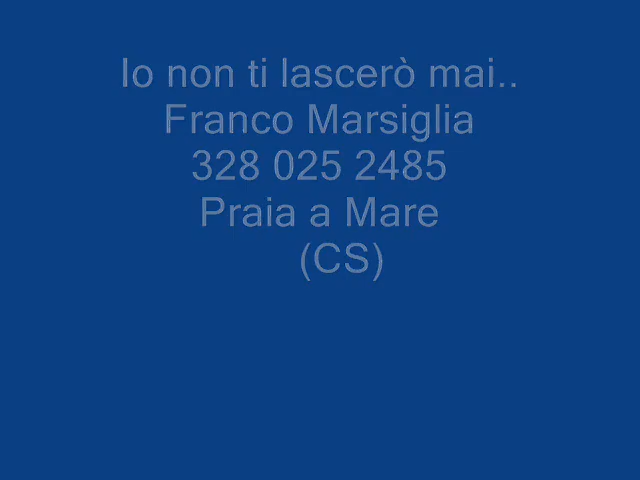 Io non ti lascerò mai..
Franco Marsiglia
328 025 2485
Praia a Mare
(CS)